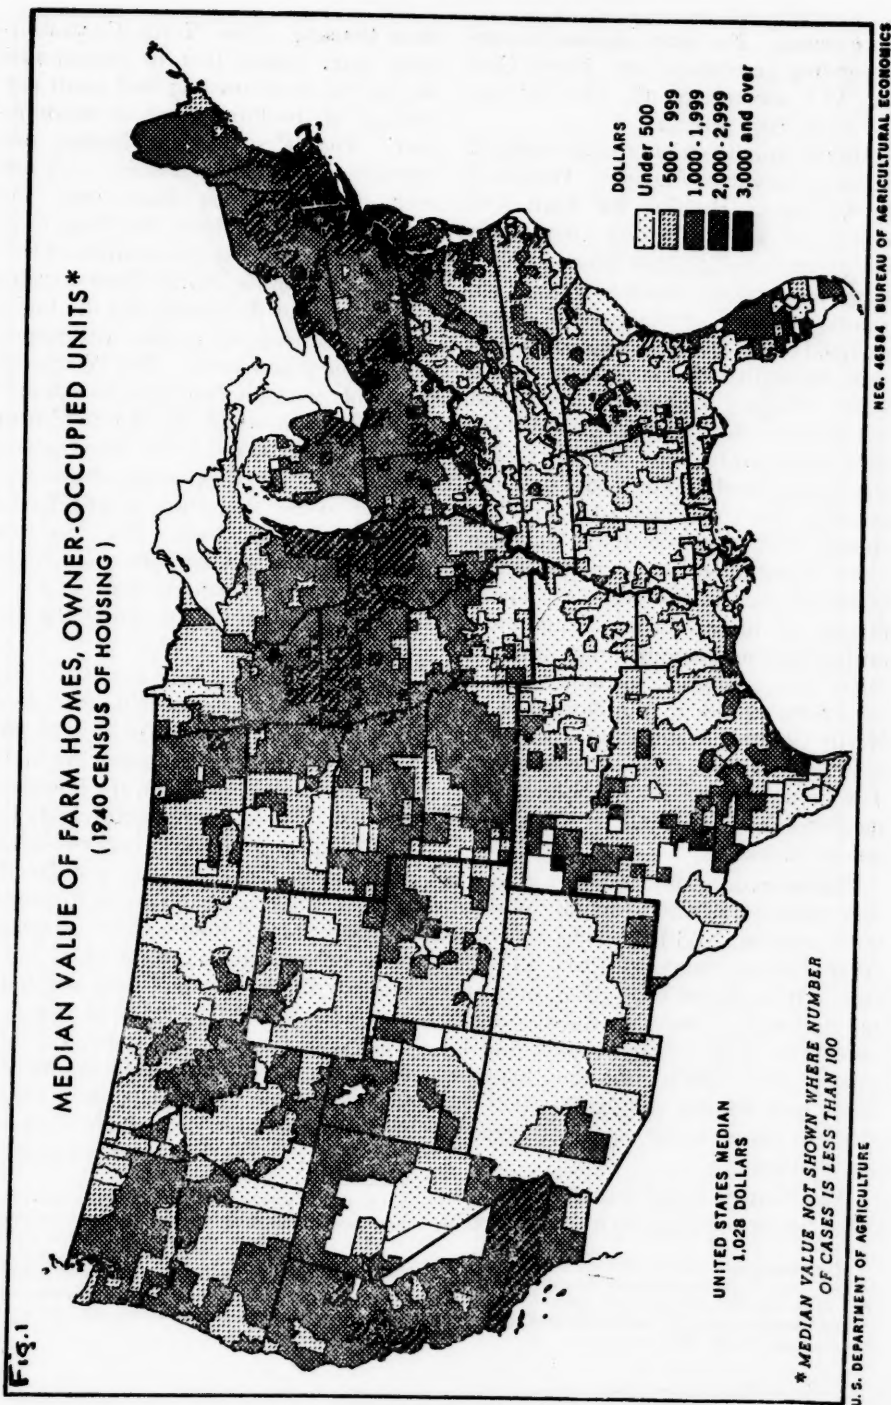 Fig.1
MEDIAN VALUE OF FARM HOMES, OWNER-OCCUPIED UNITS*
(1940 CENSUS OF HOUSING)
DOLLARS
Under 500
500- 999
1,000-1,999
2,000-2,999
3,000 and over
UNITED STATES MEDIAN
1,028 DOLLARS
*MEDIAN VALUE NOT SHOWN WHERE NUMBER
OF CASES IS LESS THAN 100
U. S. DEPARTMENT OF AGRICULTURE
NEG. 46584 BUREAU OF AGRICULTURAL ECONOMICS